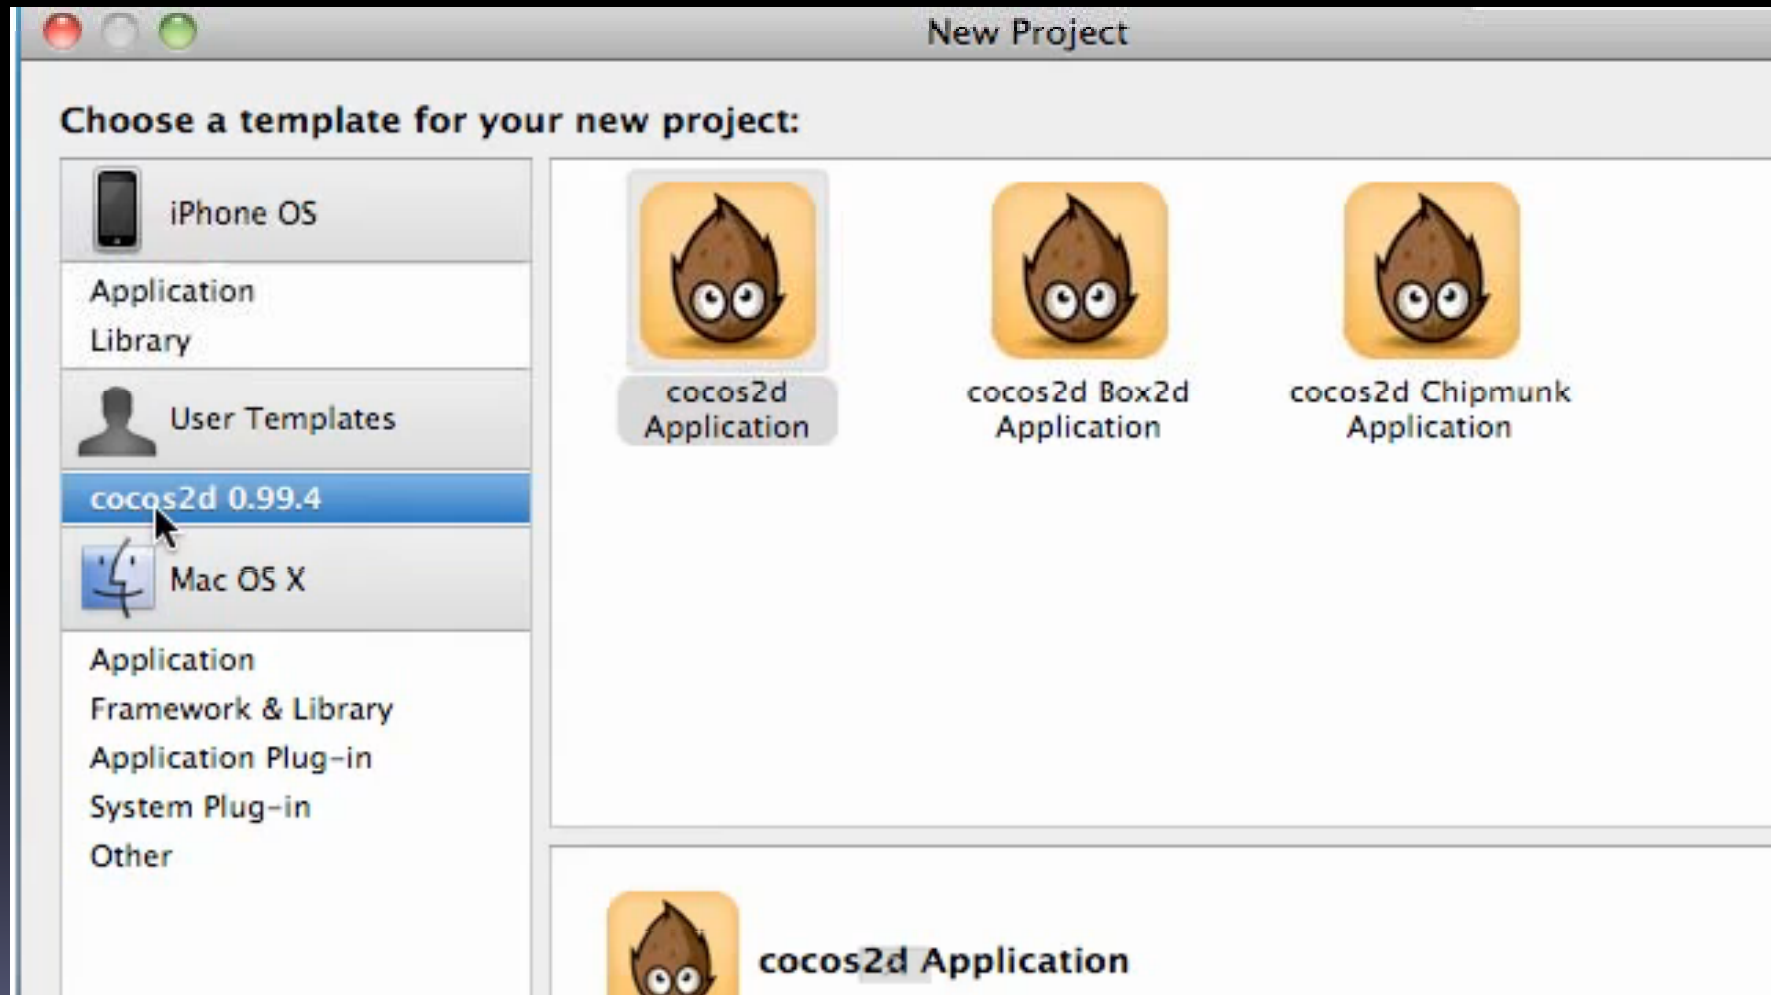 New Project
Choose a template for your new project:
iPhone OS
Application
Library
User Templates
cocos2d 0.99.4
Mac OS X
Application
Framework & Library
Application Plug-in
System Plug-in
Other
cocos2d
Application
cocos2d Box2d
Application
cocos2d Chipmunk
Application
cocos2d Application